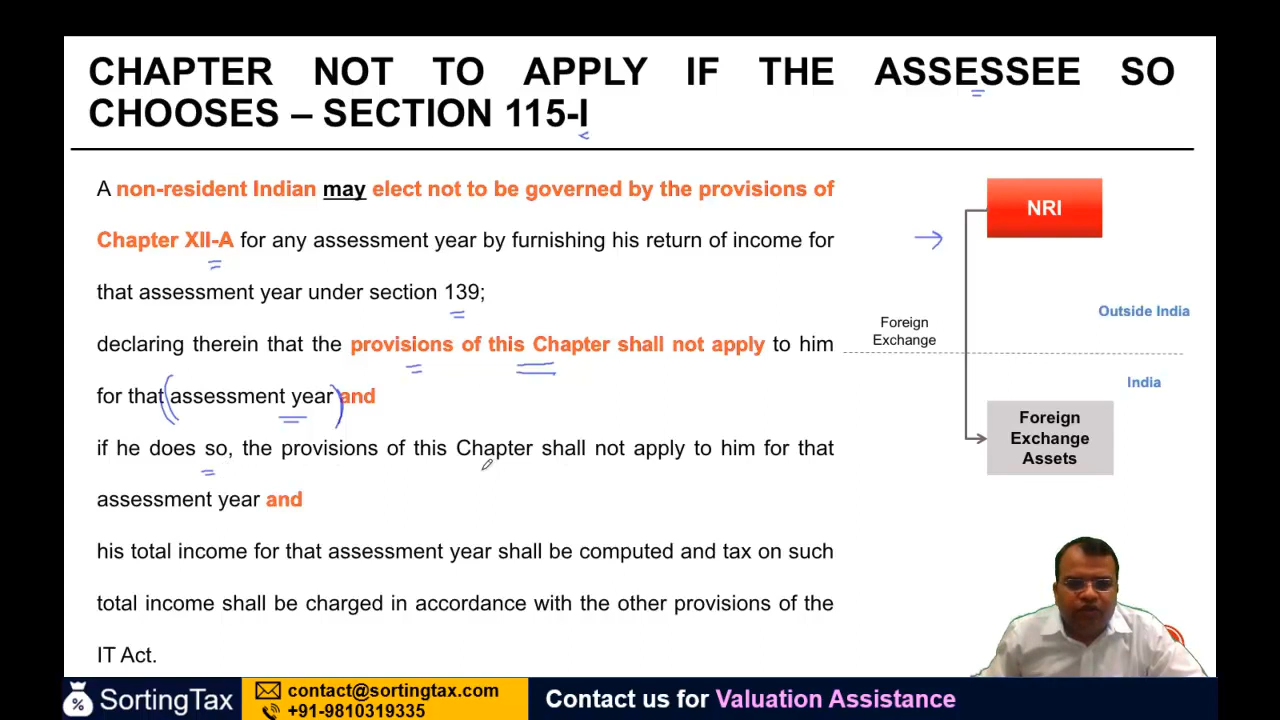 CHAPTER NOT TO APPLY IF THE ASSESSEE SO
CHOOSES – SECTION 115-I
A non-resident Indian may elect not to be governed by the provisions of
Chapter XII-A for any assessment year by furnishing his return of income for
that assessment year under section 139;
declaring therein that the provisions of this Chapter shall not apply to him
for that assessment year and
if he does so, the provisions of this Chapter shall not apply to him for that
assessment year and
his total income for that assessment year shall be computed and tax on such
total income shall be charged in accordance with the other provisions of the
IT Act.
NRI
Outside India
Foreign
Exchange
India
Foreign
Exchange
Assets
SortingTax
contact@sortingtax.com
+91-9810319335
Contact us for Valuation Assistance